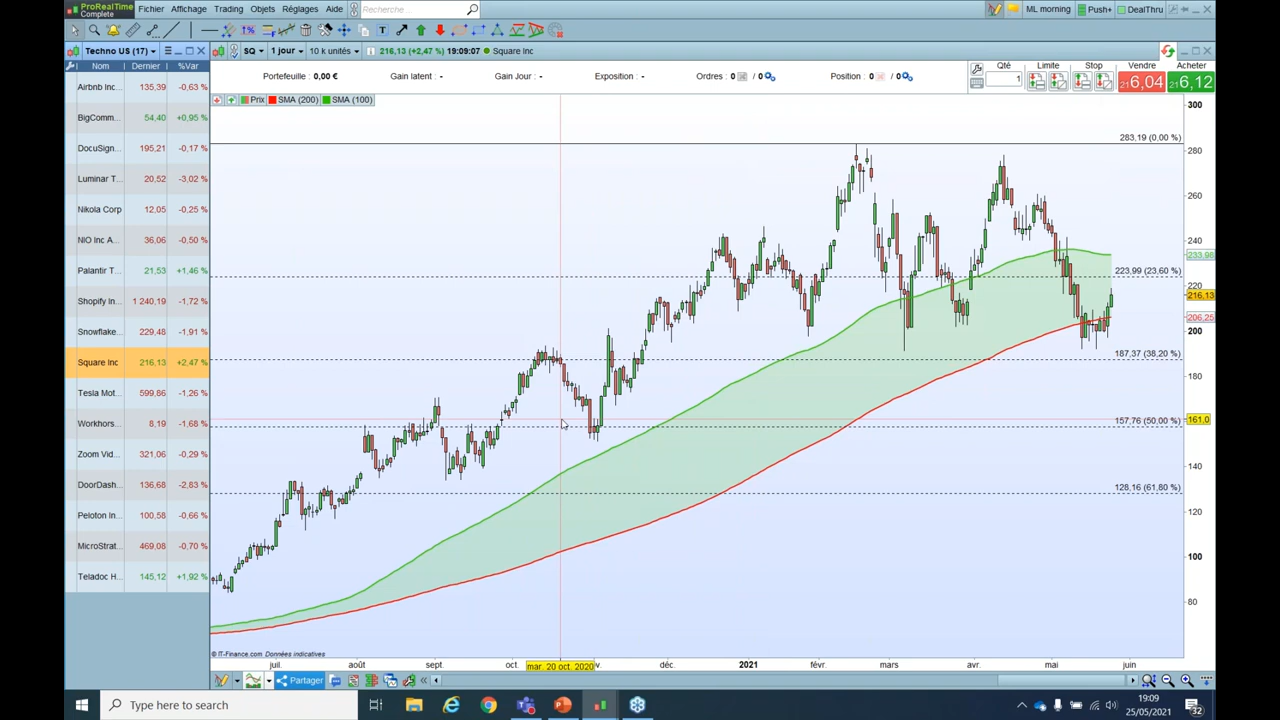 ProRealTime Complete
Fichier Affichage Trading Objets Réglages Aide Recherche... ML morning Push+ DealThru
Techno US (17) SQ 1 jour 10 k unités 216,13 (+2,47 %) 19:09:07 Square Inc
Nom Dernier %Var
Airbnb Inc... 135,39 -0,63 %
BigComm... 54,40 +0,95 %
DocuSign... 195,21 -0,17 %
Luminar T... 20,52 -3,02 %
Nikola Corp 12,05 -0,25 %
NIO Inc A... 36,06 -0,50 %
Palantir T... 21,53 +1,46 %
Shopify In... 1 240,19 -1,72 %
Snowflake... 229,48 -1,91 %
Square Inc 216,13 +2,47 %
Tesla Mot... 599,86 -1,26 %
Workhors... 8,19 -1,68 %
Zoom Vid... 321,06 -0,29 %
DoorDash... 136,68 -2,83 %
Peloton In... 100,58 -0,66 %
MicroStrat... 469,08 -0,70 %
Teladoc H... 145,12 +1,92 %
Portefeuille: 0,00 € Gain latent : - Gain Jour : - Exposition : - Ordres : 0 / 0 Position : 0 / 0
Qté Limite Stop Vendre Acheter
1 216,04 216,12
Prix SMA (200) SMA (100)
300
283,19 (0,00 %)
280
260
240
233,98
223,99 (23,60 %)
220
216,13
206,25
200
187,37 (38,20 %)
180
161,0
157,76 (50,00 %)
140
128,16 (61,80 %)
120
100
80
© IT-Finance.com Données indicatives
juil. août sept. oct. mar. 20 oct. 2020 v. déc. 2021 févr. mars avr. mai juin
Partager
Type here to search
19:09
25/05/2021
32